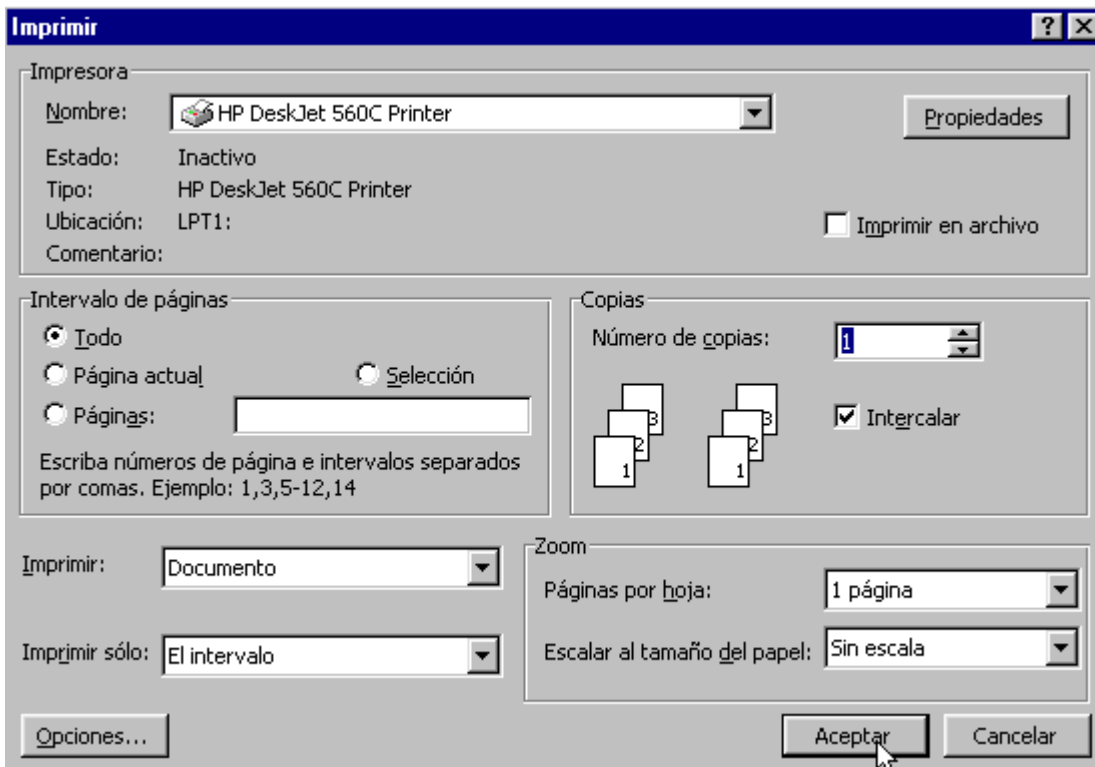 Imprimir
Impresora
Nombre: HP DeskJet 560C Printer Propiedades
Estado: Inactivo
Tipo: HP DeskJet 560C Printer
Ubicación: LPT1:
Imprimir en archivo
Comentario:
Intervalo de páginas
Todo
Página actual Selección
Páginas:
Escriba números de página e intervalos separados
por comas. Ejemplo: 1,3,5-12,14
Copias
Número de copias: 1
3 3
2 2
1 1
Intercalar
Imprimir: Documento
Imprimir sólo: El intervalo
Zoom
Páginas por hoja: 1 página
Escalar al tamaño del papel: Sin escala
Opciones... Aceptar Cancelar